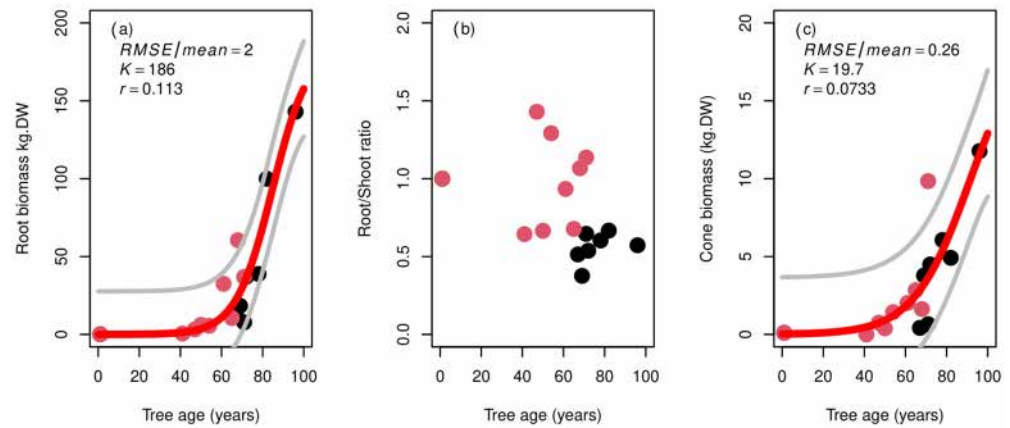 (a)
RMSE/mean = 2
K = 186
r = 0.113
Root biomass kg.DW
0
50
100
150
200
0 20 40 60 80 100
Tree age (years)
(b)
Root/Shoot ratio
0.0
0.5
1.0
1.5
2.0
0 20 40 60 80 100
Tree age (years)
(c)
RMSE/mean = 0.26
K = 19.7
r = 0.0733
Cone biomass (kg.DW)
0
5
10
15
20
0 20 40 60 80 100
Tree age (years)